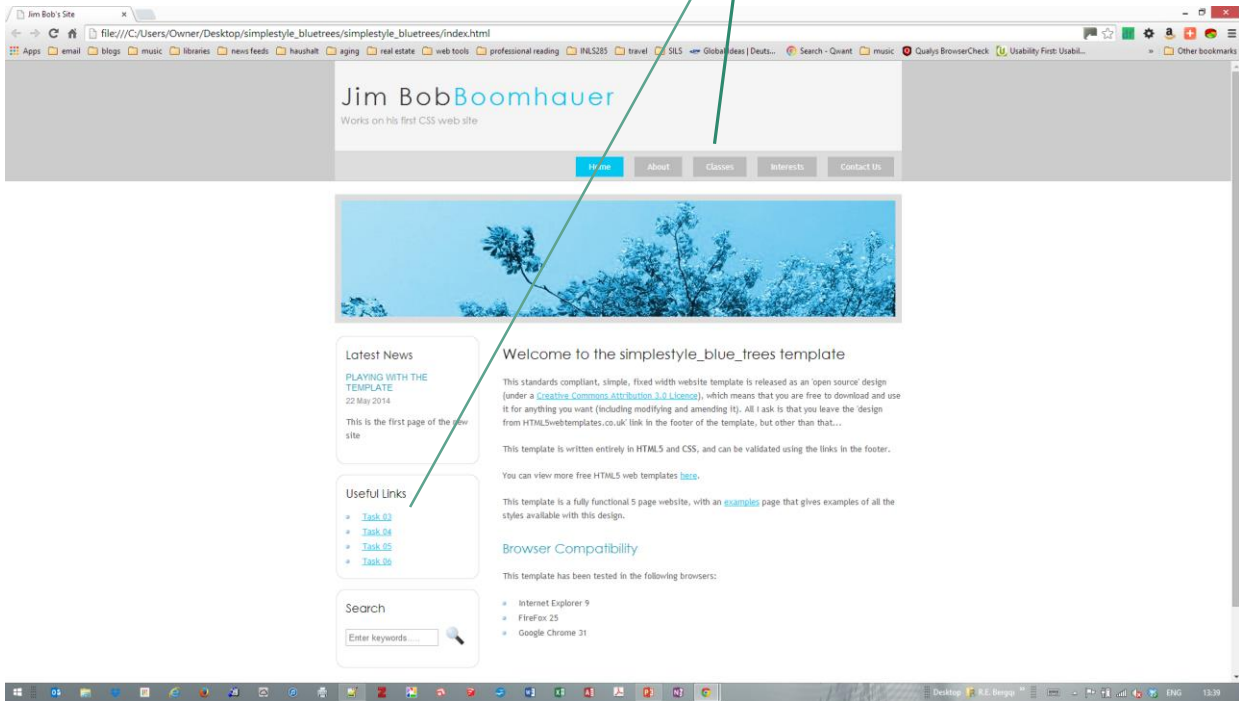 Jim Bob's Site
file:///C:/Users/Owner/Desktop/simplestyle_bluetrees/simplestyle_bluetrees/index.html
Apps email blogs music libraries news feeds haushalt aging real estate web tools professional reading INLS285 travel SILS Global Ideas | Deuts... Search - Qwant music Qualys BrowserCheck Usability First: Usabil... » Other bookmarks
Jim BobBoomhauer
Works on his first CSS web site
Home About Classes Interests Contact Us
Latest News
PLAYING WITH THE
TEMPLATE
22 May 2014
This is the first page of the new
site
Useful Links
Task 03
Task 04
Task 05
Task 06
Search
Enter keywords.....
Welcome to the simplestyle_blue_trees template
This standards compliant, simple, fixed width website template is released as an 'open source' design
(under a Creative Commons Attribution 3.0 Licence), which means that you are free to download and use
it for anything you want (including modifying and amending it). All I ask is that you leave the 'design
from HTML5webtemplates.co.uk' link in the footer of the template, but other than that...
This template is written entirely in HTML5 and CSS, and can be validated using the links in the footer.
You can view more free HTML5 web templates here.
This template is a fully functional 5 page website, with an examples page that gives examples of all the
styles available with this design.
Browser Compatibility
This template has been tested in the following browsers:
Internet Explorer 9
FireFox 25
Google Chrome 31
Desktop R.E. Bergqu » ENG 13:39